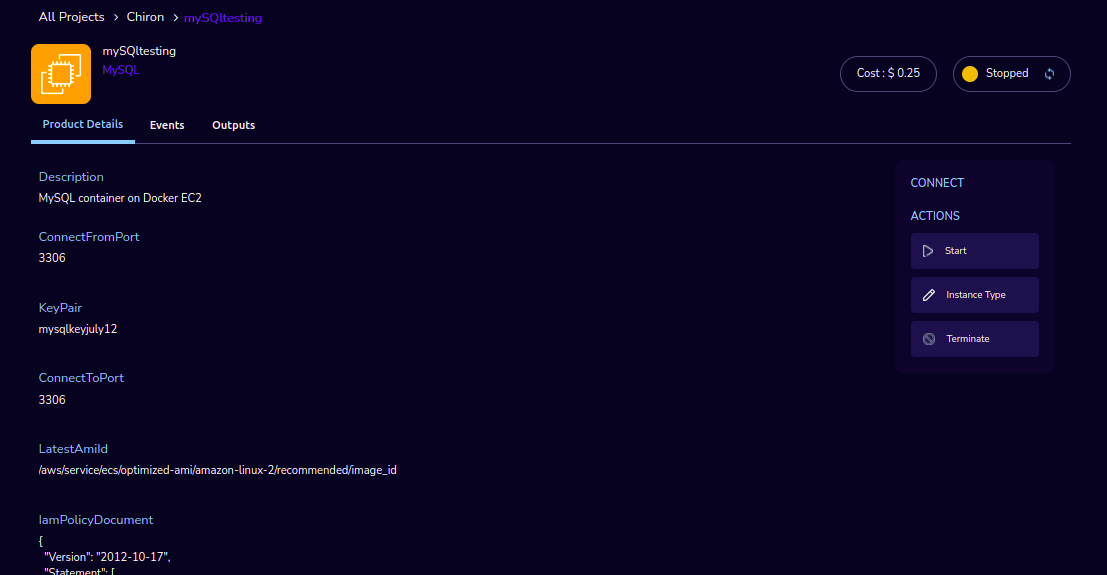 All Projects > Chiron > mySQltesting
mySQltesting
MySQL
Cost : $ 0.25
Stopped
Product Details
Events
Outputs
Description
MySQL container on Docker EC2
ConnectFromPort
3306
KeyPair
mysqlkeyjuly12
ConnectToPort
3306
LatestAmiId
/aws/service/ecs/optimized-ami/amazon-linux-2/recommended/image_id
IamPolicyDocument
{
"Version": "2012-10-17",
"Statement": [
CONNECT
ACTIONS
Start
Instance Type
Terminate